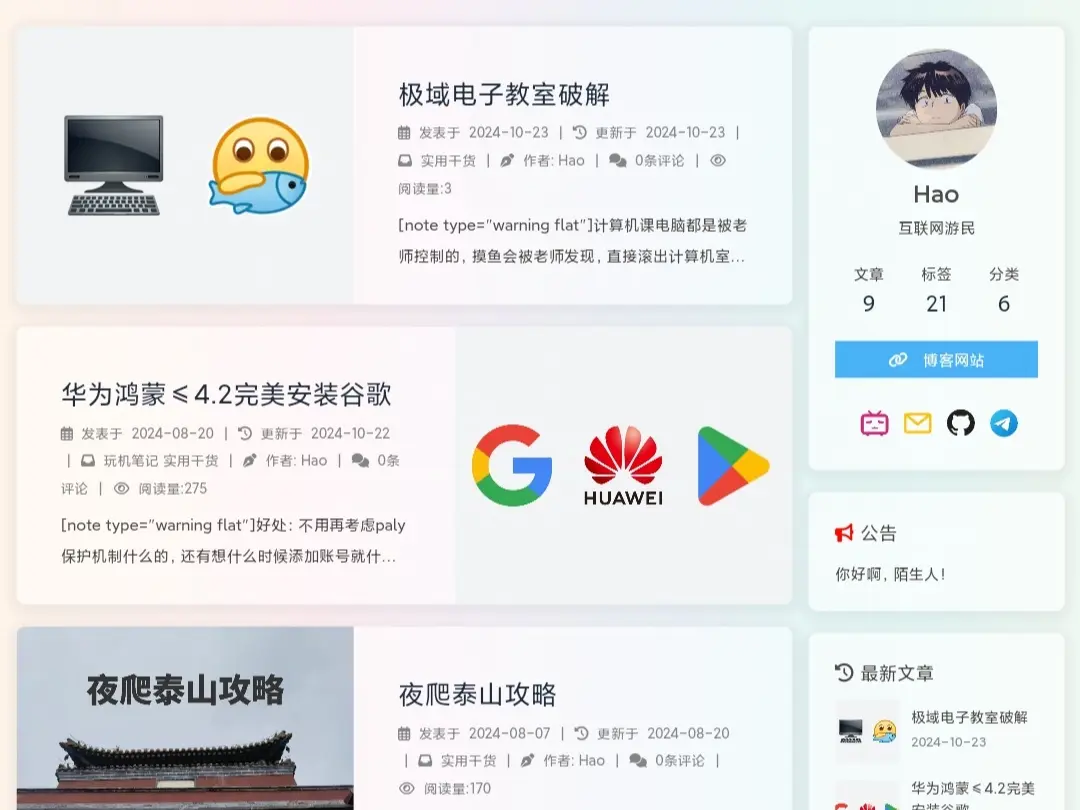 极域电子教室破解
发表于 2024-10-23 | 更新于 2024-10-23 |
实用干货 | 作者: Hao | 0条评论 |
阅读量:3
[note type="warning flat"]计算机课电脑都是被老
师控制的，摸鱼会被老师发现，直接滚出计算机室...
华为鸿蒙≤4.2完美安装谷歌
发表于 2024-08-20 | 更新于 2024-10-22
| 玩机笔记 实用干货 | 作者: Hao | 0条
评论 | 阅读量:275
[note type="warning flat"]好处：不用再考虑paly
保护机制什么的，还有想什么时候添加账号就什...
HUAWEI
夜爬泰山攻略
夜爬泰山攻略
发表于 2024-08-07 | 更新于 2024-08-20
| 实用干货 | 作者: Hao | 0条评论 |
阅读量:170
Hao
互联网游民
文章 标签 分类
9 21 6
博客网站
公告
你好啊，陌生人！
最新文章
极域电子教室破解
2024-10-23
华为鸿蒙≤4.2完美
安装谷歌